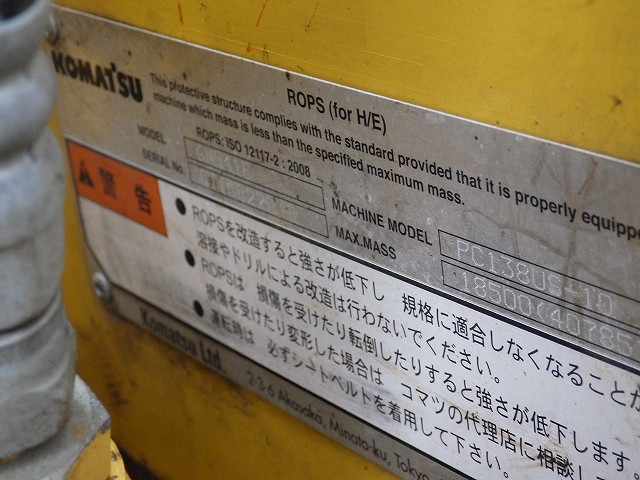 KOMATSU
ROPS (for H/E)
This protective structure complies with the standard provided that it is properly equippe
machine which mass is less than the specified maximum mass.
ROPS: ISO 12117-2 : 2008
MODEL
SERIAL No.
MACHINE MODEL PC138US-10
MAX.MASS 18500(40785
警告
● ROPSを改造すると強さが低下し 規格に適合しなくなることが
溶接やドリルによる改造は行わないでください。
● ROPSは 損傷を受けたり転倒したりすると強さが低下します。
損傷を受けたり変形した場合は コマツの代理店に相談し
● 運転時は 必ずシートベルトを着用して下さい。
Komatsu Ltd.
2-3-6 Akasaka, Minato-ku, Tokyo